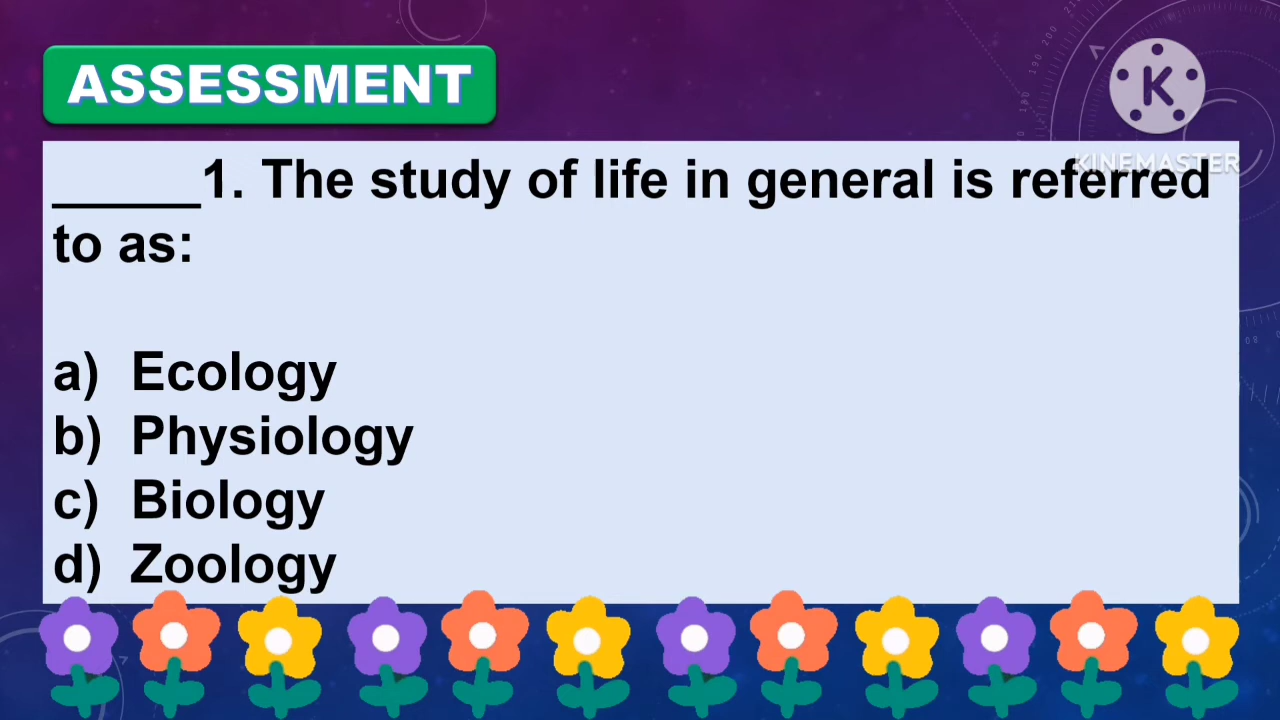 ASSESSMENT
K
KINEMASTER
_____1. The study of life in general is referred
to as:
a) Ecology
b) Physiology
c) Biology
d) Zoology